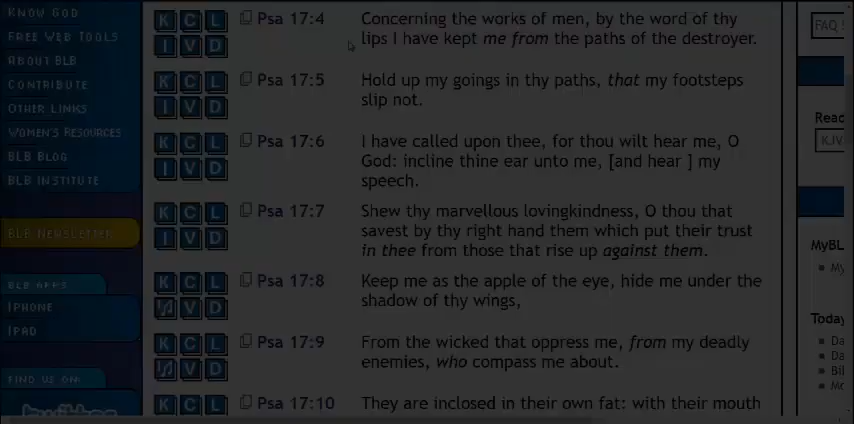 KNOW GOD
FREE WEB TOOLS
ABOUT BLB
CONTRIBUTE
OTHER LINKS
WOMEN'S RESOURCES
BLB BLOG
BLB INSTITUTE
BLB NEWSLETTER
BLB APPS
IPHONE
IPAD
FIND US ON:
twitter
K C L
I V D
Psa 17:4
Concerning the works of men, by the word of thy
lips I have kept me from the paths of the destroyer.
K C L
I V D
Psa 17:5
Hold up my goings in thy paths, that my footsteps
slip not.
K C L
I V D
Psa 17:6
I have called upon thee, for thou wilt hear me, O
God: incline thine ear unto me, [and hear ] my
speech.
K C L
I V D
Psa 17:7
Shew thy marvellous lovingkindness, O thou that
savest by thy right hand them which put their trust
in thee from those that rise up against them.
K C L
V D
Psa 17:8
Keep me as the apple of the eye, hide me under the
shadow of thy wings,
K C L
V D
Psa 17:9
From the wicked that oppress me, from my deadly
enemies, who compass me about.
K C L
Psa 17:10
They are inclosed in their own fat: with their mouth
FAQ
Read
KJV
MyBL
My
Today
Da
Da
Bil
Mo